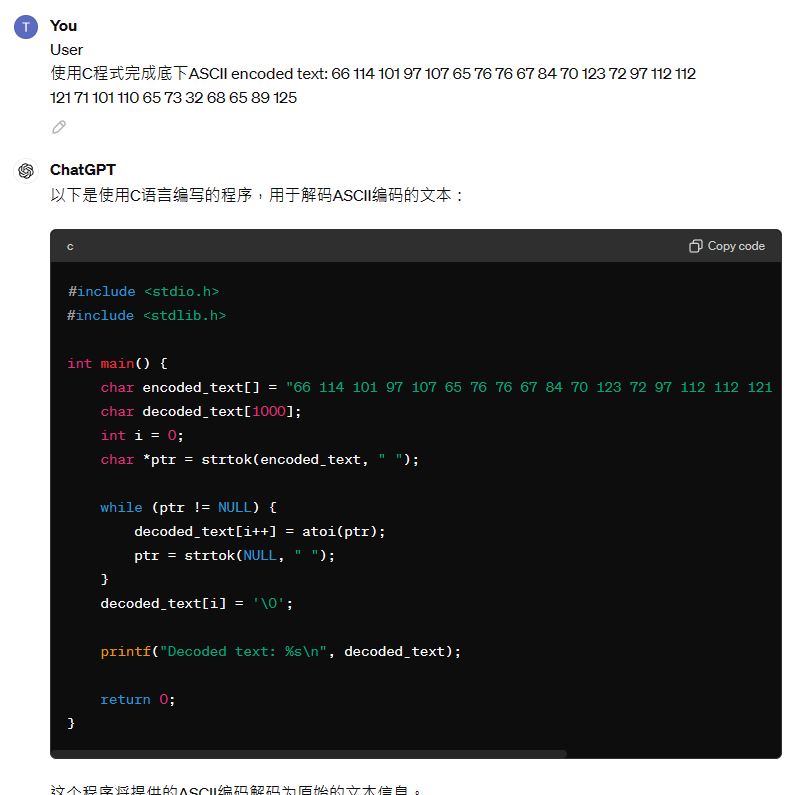 T
You
User
使用C程式完成底下ASCII encoded text: 66 114 101 97 107 65 76 76 67 84 70 123 72 97 112 112
121 71 101 110 65 73 32 68 65 89 125
ChatGPT
以下是使用C语言编写的程序，用于解码ASCII编码的文本：
c
Copy code
#include <stdio.h>
#include <stdlib.h>
int main() {
char encoded_text[] = "66 114 101 97 107 65 76 76 67 84 70 123 72 97 112 112 121
char decoded_text[1000];
int i = 0;
char *ptr = strtok(encoded_text, " ");
while (ptr != NULL) {
decoded_text[i++] = atoi(ptr);
ptr = strtok(NULL, " ");
}
decoded_text[i] = '\0';
printf("Decoded text: %s\n", decoded_text);
return 0;
}
这个程序将提供的ASCII编码解码为原始的文本信息。